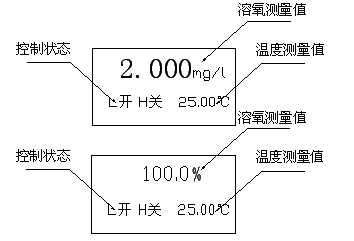 溶氧测量值
控制状态
温度测量值
2.000mg/l
L开 H关 25.00℃
溶氧测量值
控制状态
温度测量值
100.0%
L开 H关 25.00℃